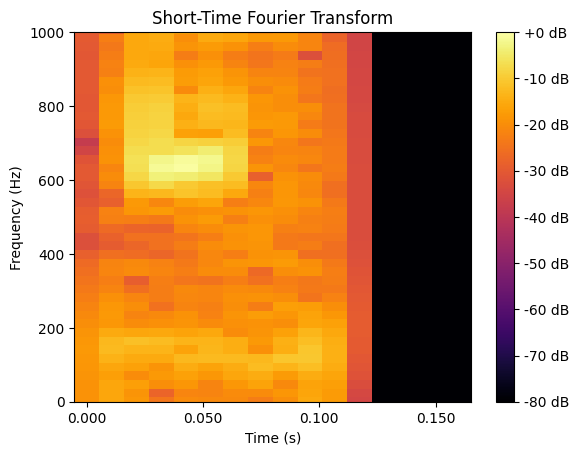 Short-Time Fourier Transform
1000
800
600
400
200
0
Frequency (Hz)
0.000
0.050
0.100
0.150
Time (s)
+0 dB
-10 dB
-20 dB
-30 dB
-40 dB
-50 dB
-60 dB
-70 dB
-80 dB